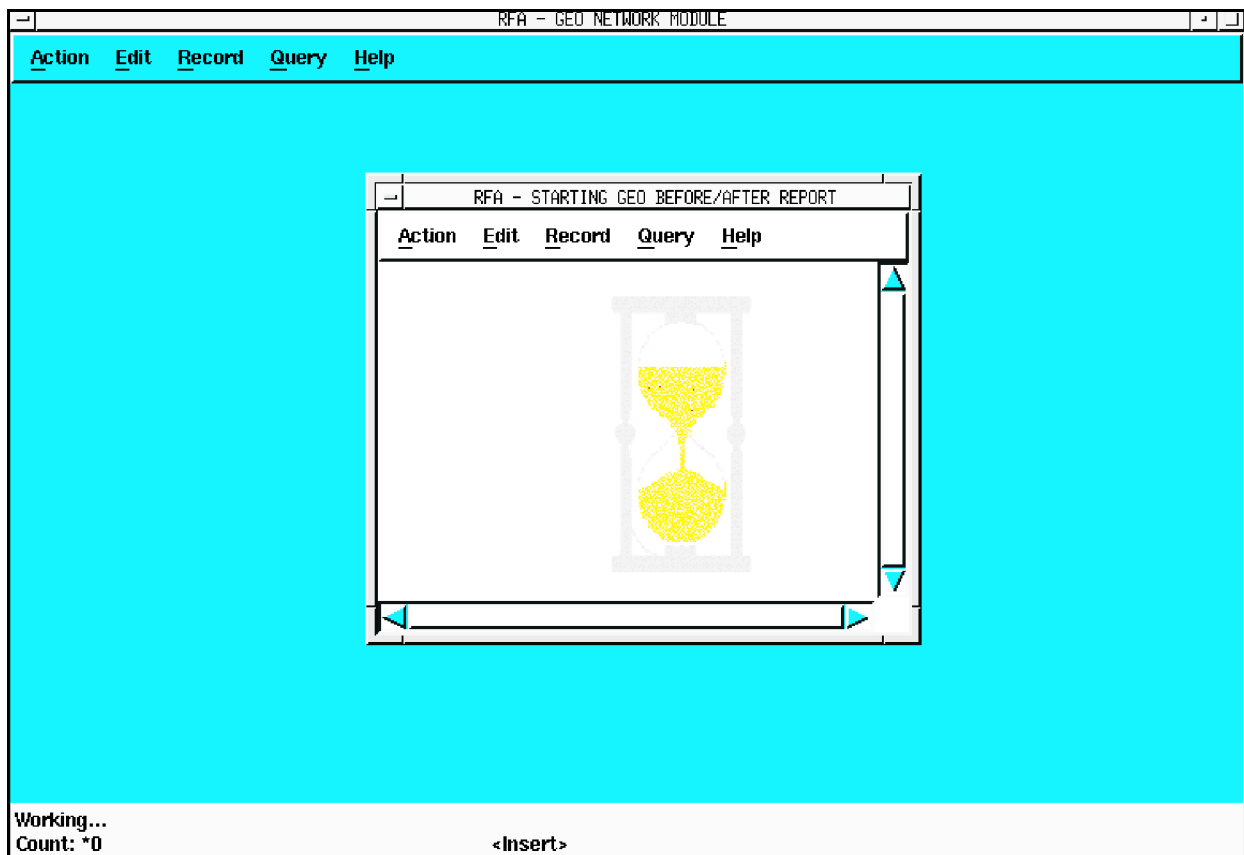 RFA - GEO NETWORK MODULE
Action Edit Record Query Help
RFA - STARTING GEO BEFORE/AFTER REPORT
Action Edit Record Query Help
Working...
Count: *0 <Insert>